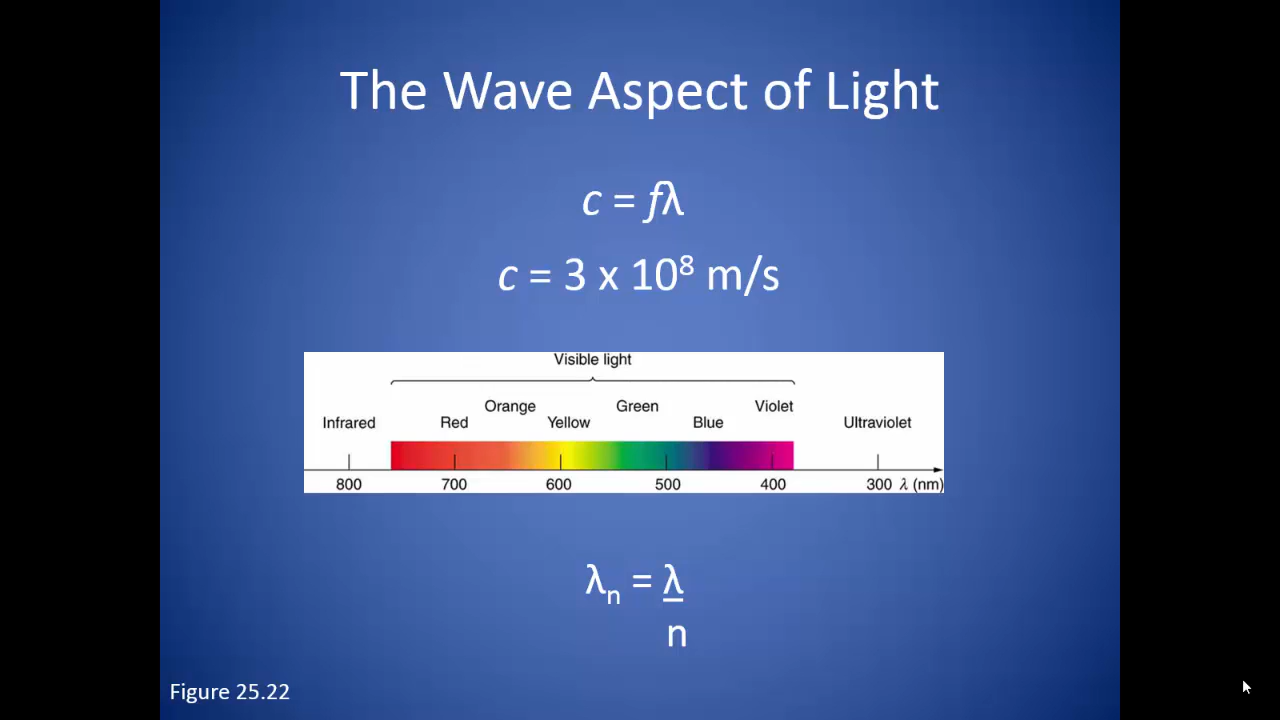 The Wave Aspect of Light
c = fλ
c = 3 x 10⁸ m/s
Visible light
Orange Green Violet
Infrared Red Yellow Blue Ultraviolet
800 700 600 500 400 300 λ (nm)
λₙ = λ
n
Figure 25.22